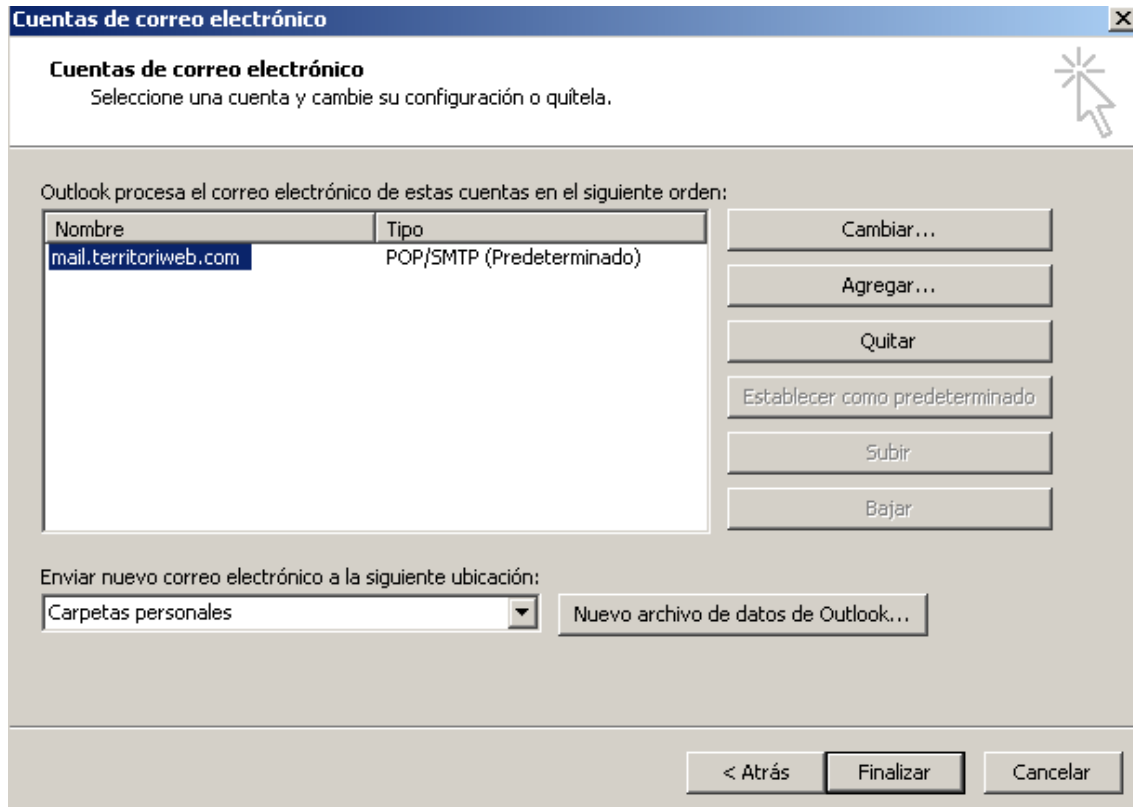 Cuentas de correo electrónico
Cuentas de correo electrónico
Seleccione una cuenta y cambie su configuración o quítela.
Outlook procesa el correo electrónico de estas cuentas en el siguiente orden:
Nombre Tipo
mail.territoriweb.com POP/SMTP (Predeterminado)
Cambiar...
Agregar...
Quitar
Establecer como predeterminado
Subir
Bajar
Enviar nuevo correo electrónico a la siguiente ubicación:
Carpetas personales
Nuevo archivo de datos de Outlook...
< Atrás Finalizar Cancelar